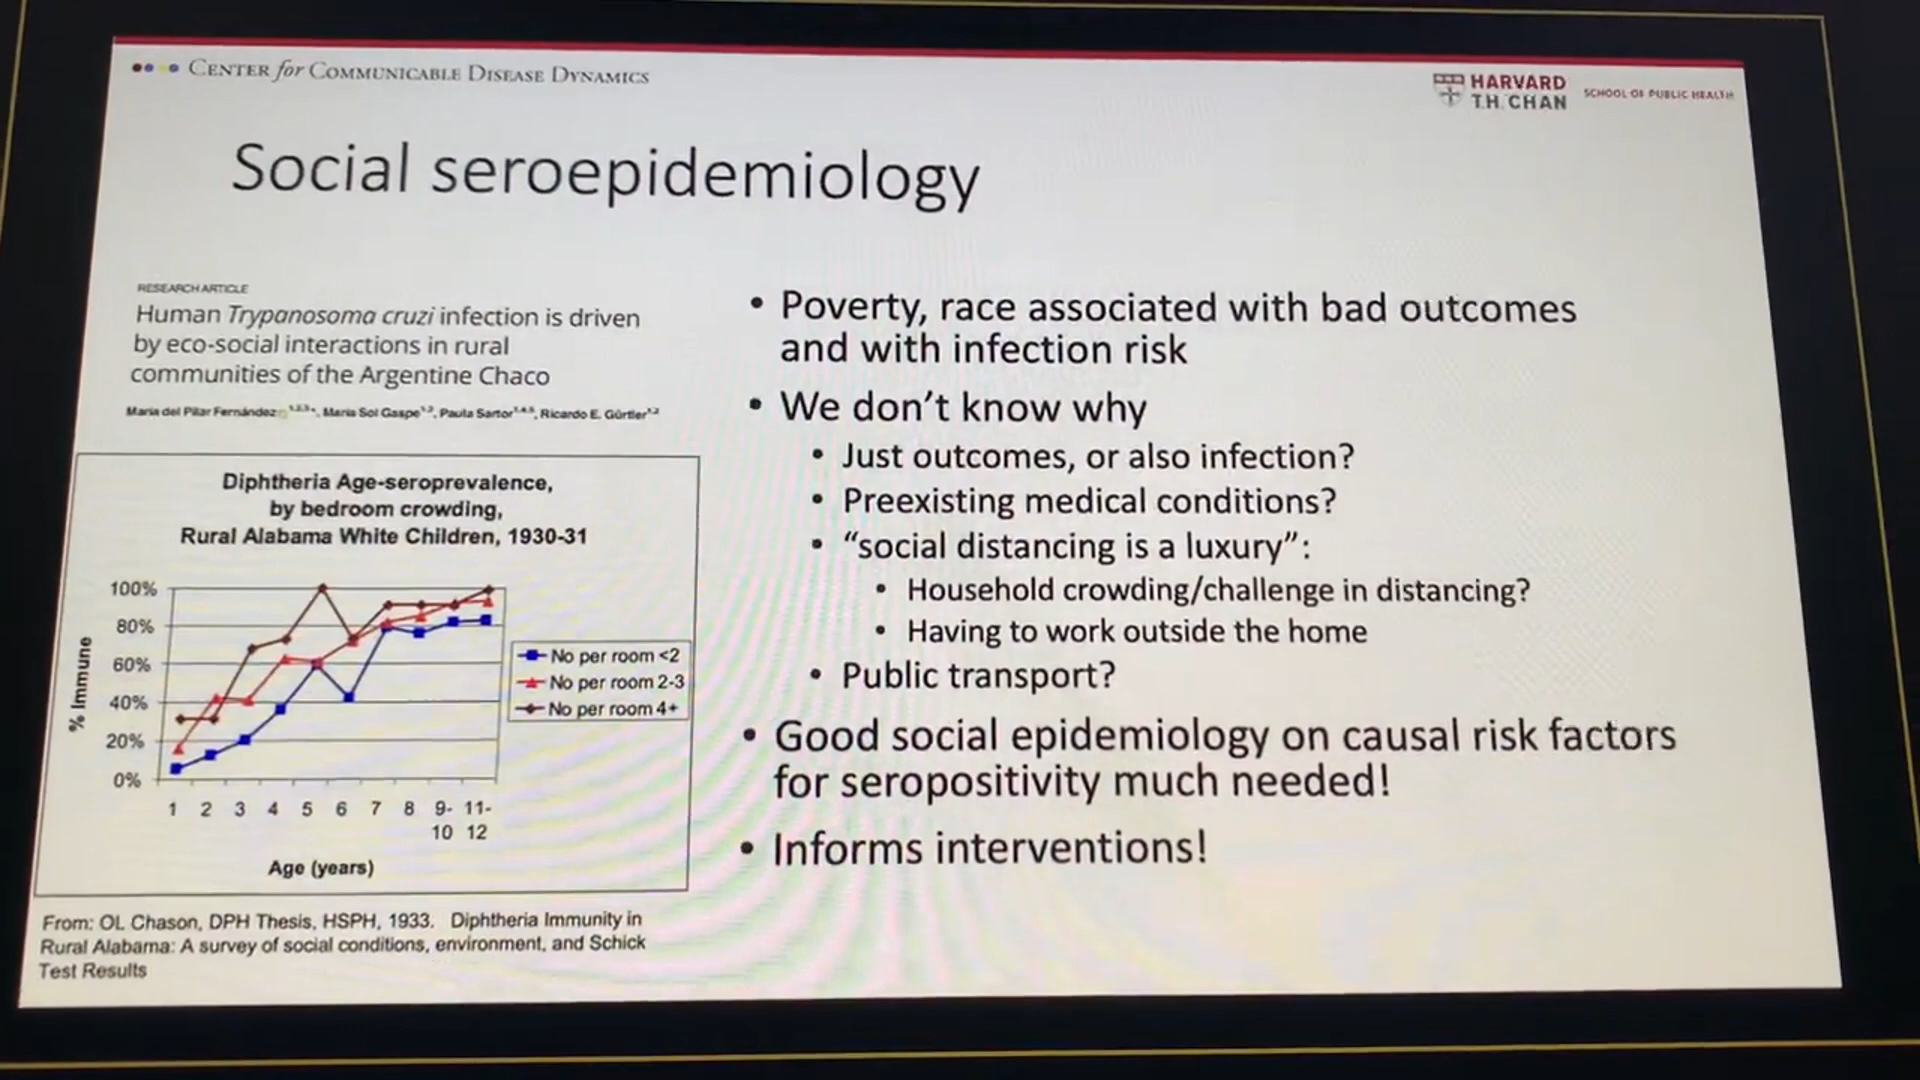 CENTER for COMMUNICABLE DISEASE DYNAMICS
HARVARD
T.H. CHAN
SCHOOL OF PUBLIC HEALTH
Social seroepidemiology
RESEARCH ARTICLE
Human Trypanosoma cruzi infection is driven
by eco-social interactions in rural
communities of the Argentine Chaco
María del Pilar Fernández, María Sol Gaspe, Paula Sartor, Ricardo E. Gürtler
Diphtheria Age-seroprevalence,
by bedroom crowding,
Rural Alabama White Children, 1930-31
100%
80%
60%
40%
20%
0%
% Immune
1 2 3 4 5 6 7 8 9- 11-
10 12
Age (years)
No per room <2
No per room 2-3
No per room 4+
From: OL Chason, DPH Thesis, HSPH, 1933. Diphtheria Immunity in
Rural Alabama: A survey of social conditions, environment, and Schick
Test Results
• Poverty, race associated with bad outcomes
and with infection risk
• We don’t know why
• Just outcomes, or also infection?
• Preexisting medical conditions?
• “social distancing is a luxury”:
• Household crowding/challenge in distancing?
• Having to work outside the home
• Public transport?
• Good social epidemiology on causal risk factors
for seropositivity much needed!
• Informs interventions!